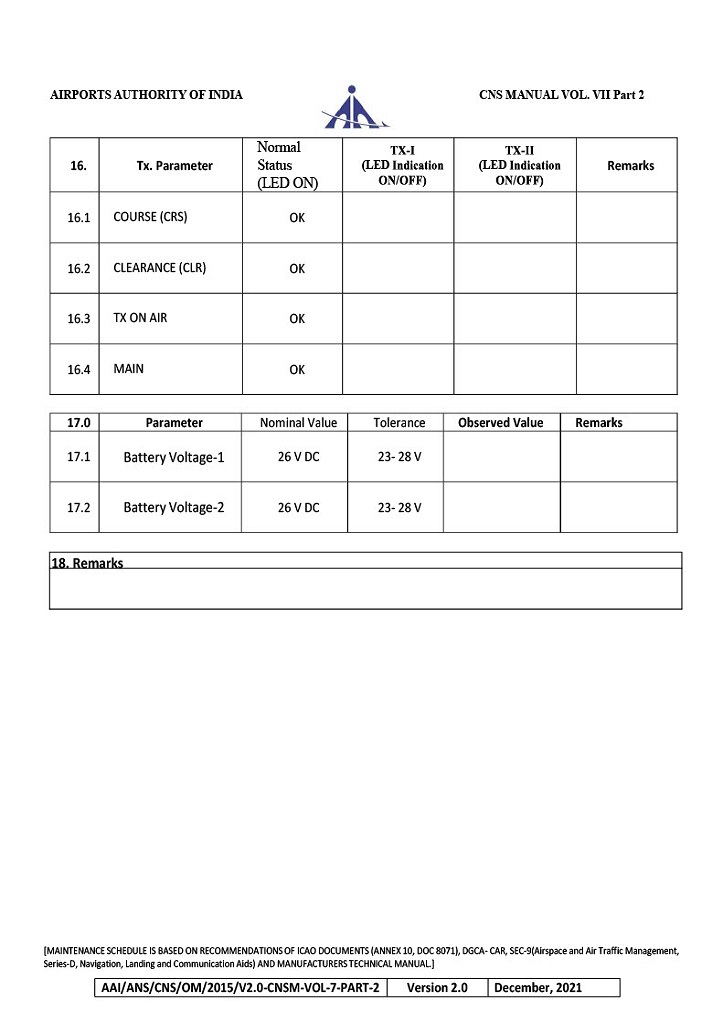 AIRPORTS AUTHORITY OF INDIA CNS MANUAL VOL. VII Part 2
16. Tx. Parameter Normal Status (LED ON) TX-I (LED Indication ON/OFF) TX-II (LED Indication ON/OFF) Remarks
16.1 COURSE (CRS) OK
16.2 CLEARANCE (CLR) OK
16.3 TX ON AIR OK
16.4 MAIN OK
17.0 Parameter Nominal Value Tolerance Observed Value Remarks
17.1 Battery Voltage-1 26 V DC 23- 28 V
17.2 Battery Voltage-2 26 V DC 23- 28 V
18. Remarks
[MAINTENANCE SCHEDULE IS BASED ON RECOMMENDATIONS OF ICAO DOCUMENTS (ANNEX 10, DOC 8071), DGCA- CAR, SEC-9(Airspace and Air Traffic Management,
Series-D, Navigation, Landing and Communication Aids) AND MANUFACTURERS TECHNICAL MANUAL.]
AAI/ANS/CNS/OM/2015/V2.0-CNSM-VOL-7-PART-2 Version 2.0 December, 2021